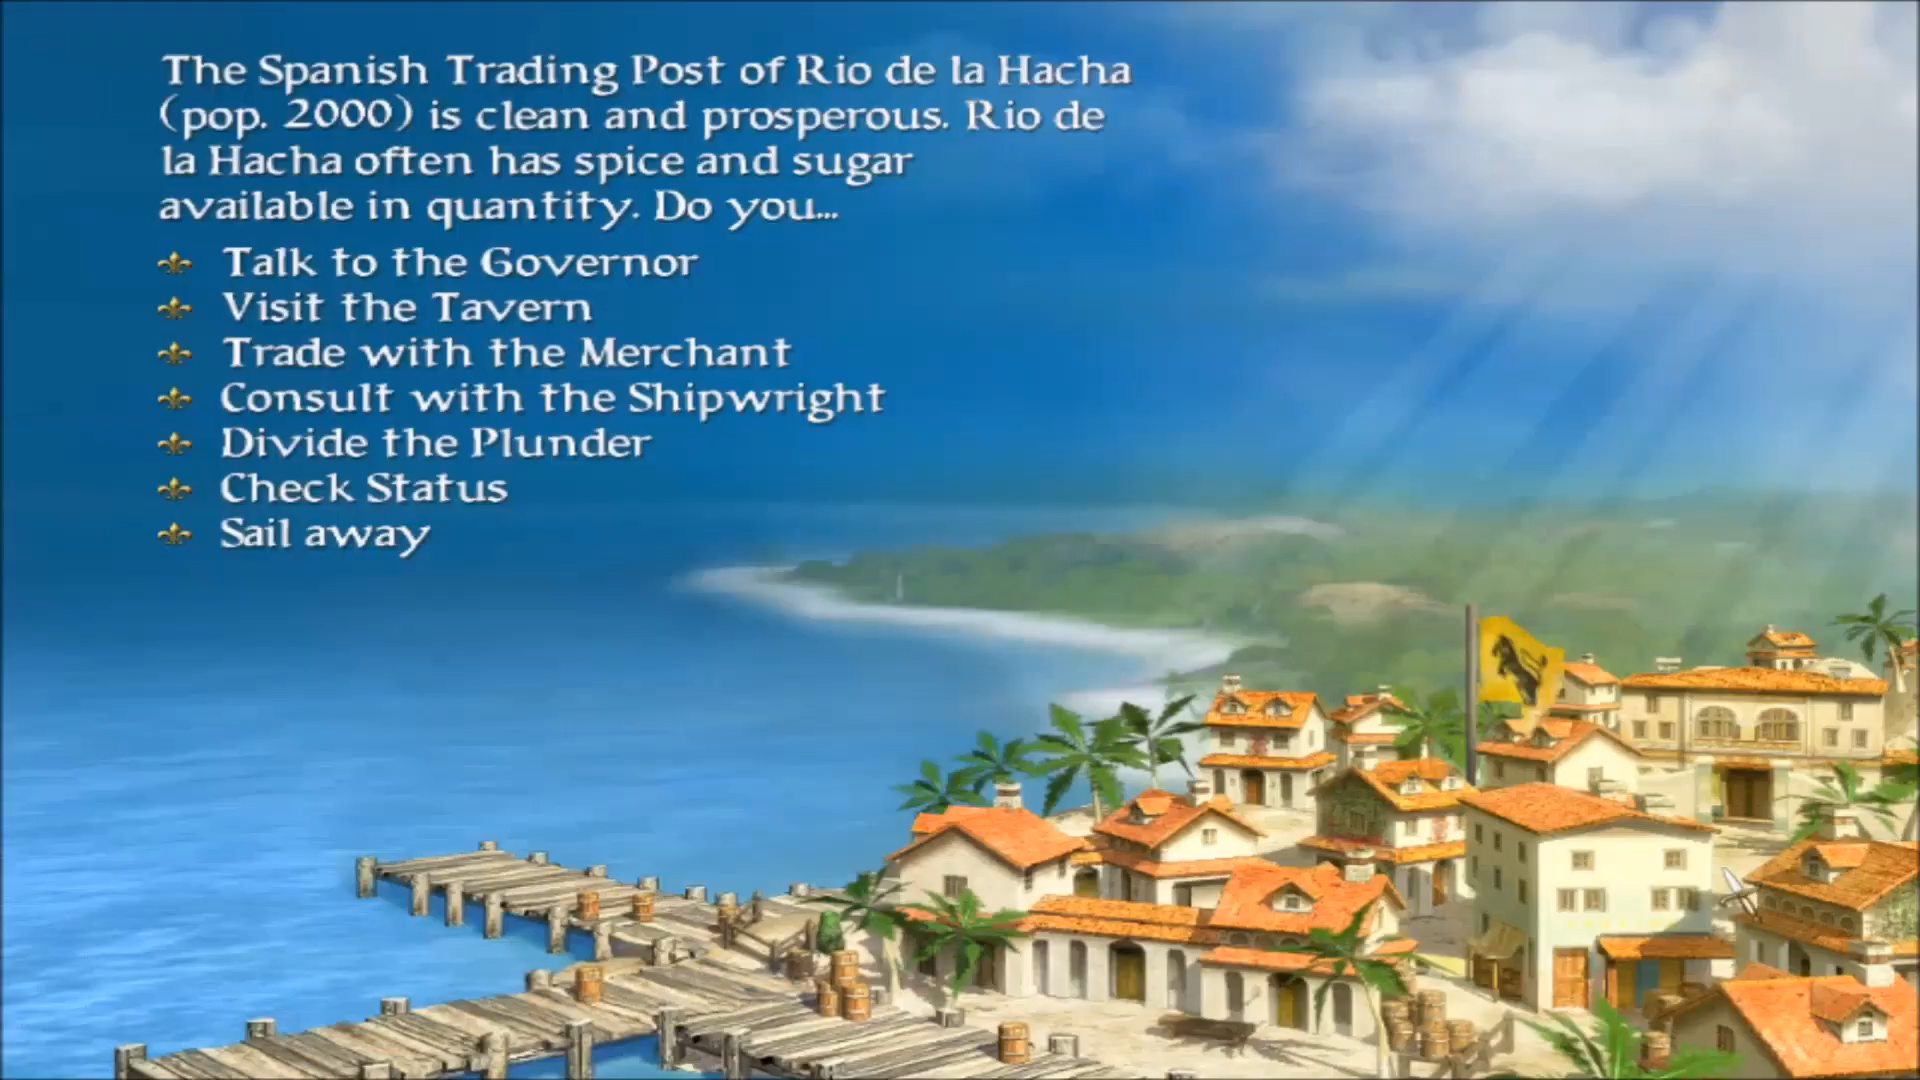 The Spanish Trading Post of Rio de la Hacha
(pop. 2000) is clean and prosperous. Rio de
la Hacha often has spice and sugar
available in quantity. Do you...
Talk to the Governor
Visit the Tavern
Trade with the Merchant
Consult with the Shipwright
Divide the Plunder
Check Status
Sail away